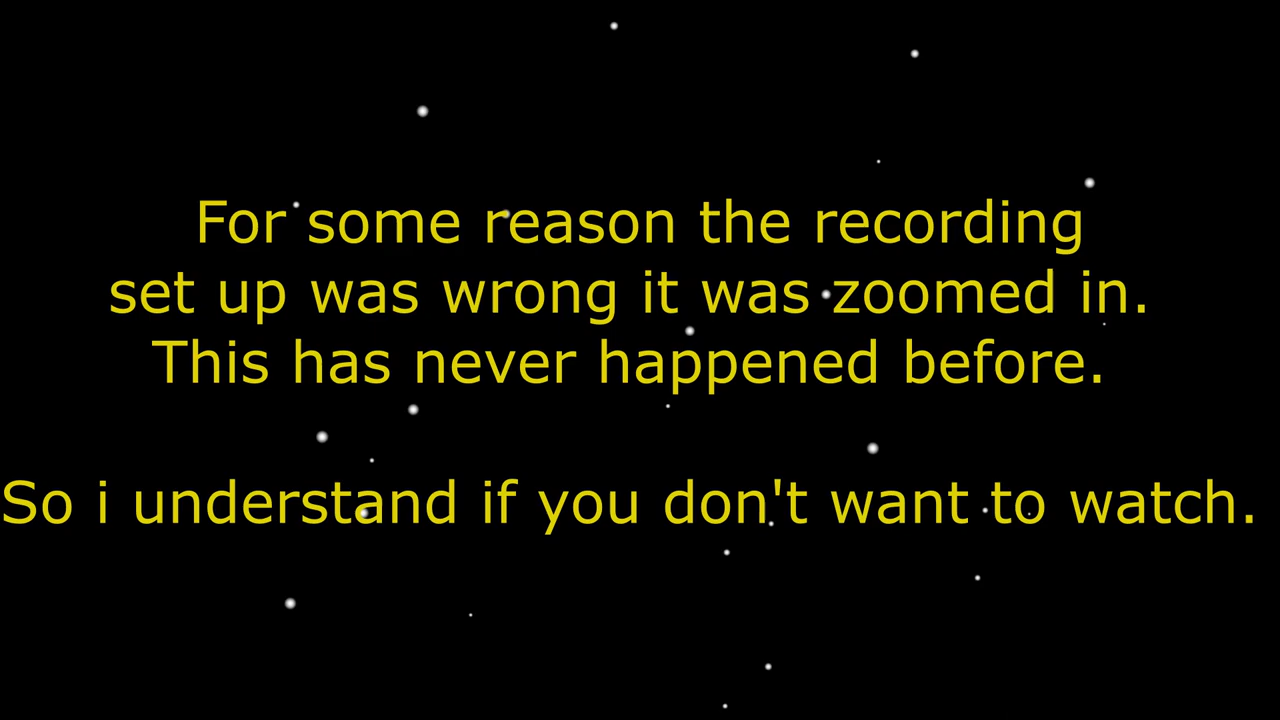 For some reason the recording
set up was wrong it was zoomed in.
This has never happened before.
So i understand if you don't want to watch.